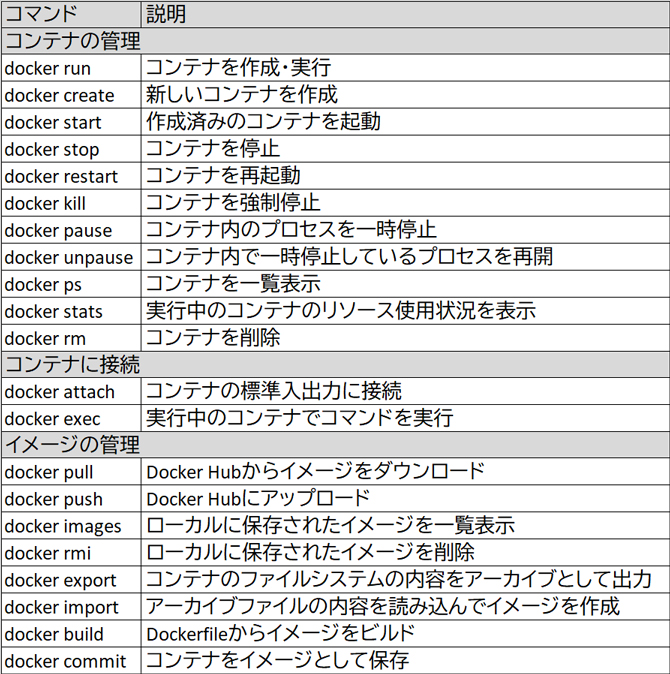 コマンド 説明
コンテナの管理
docker run コンテナを作成・実行
docker create 新しいコンテナを作成
docker start 作成済みのコンテナを起動
docker stop コンテナを停止
docker restart コンテナを再起動
docker kill コンテナを強制停止
docker pause コンテナ内のプロセスを一時停止
docker unpause コンテナ内で一時停止しているプロセスを再開
docker ps コンテナを一覧表示
docker stats 実行中のコンテナのリソース使用状況を表示
docker rm コンテナを削除
コンテナに接続
docker attach コンテナの標準入出力に接続
docker exec 実行中のコンテナでコマンドを実行
イメージの管理
docker pull Docker Hubからイメージをダウンロード
docker push Docker Hubにアップロード
docker images ローカルに保存されたイメージを一覧表示
docker rmi ローカルに保存されたイメージを削除
docker export コンテナのファイルシステムの内容をアーカイブとして出力
docker import アーカイブファイルの内容を読み込んでイメージを作成
docker build Dockerfileからイメージをビルド
docker commit コンテナをイメージとして保存